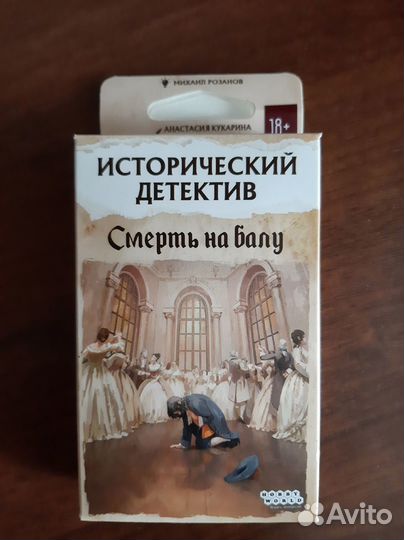 МИХАИЛ РОЗАНОВ
АНАСТАСИЯ КУКАРИНА
18+
ИСТОРИЧЕСКИЙ
ДЕТЕКТИВ
Смерть на балу
HOBBY
WORLD
Avito